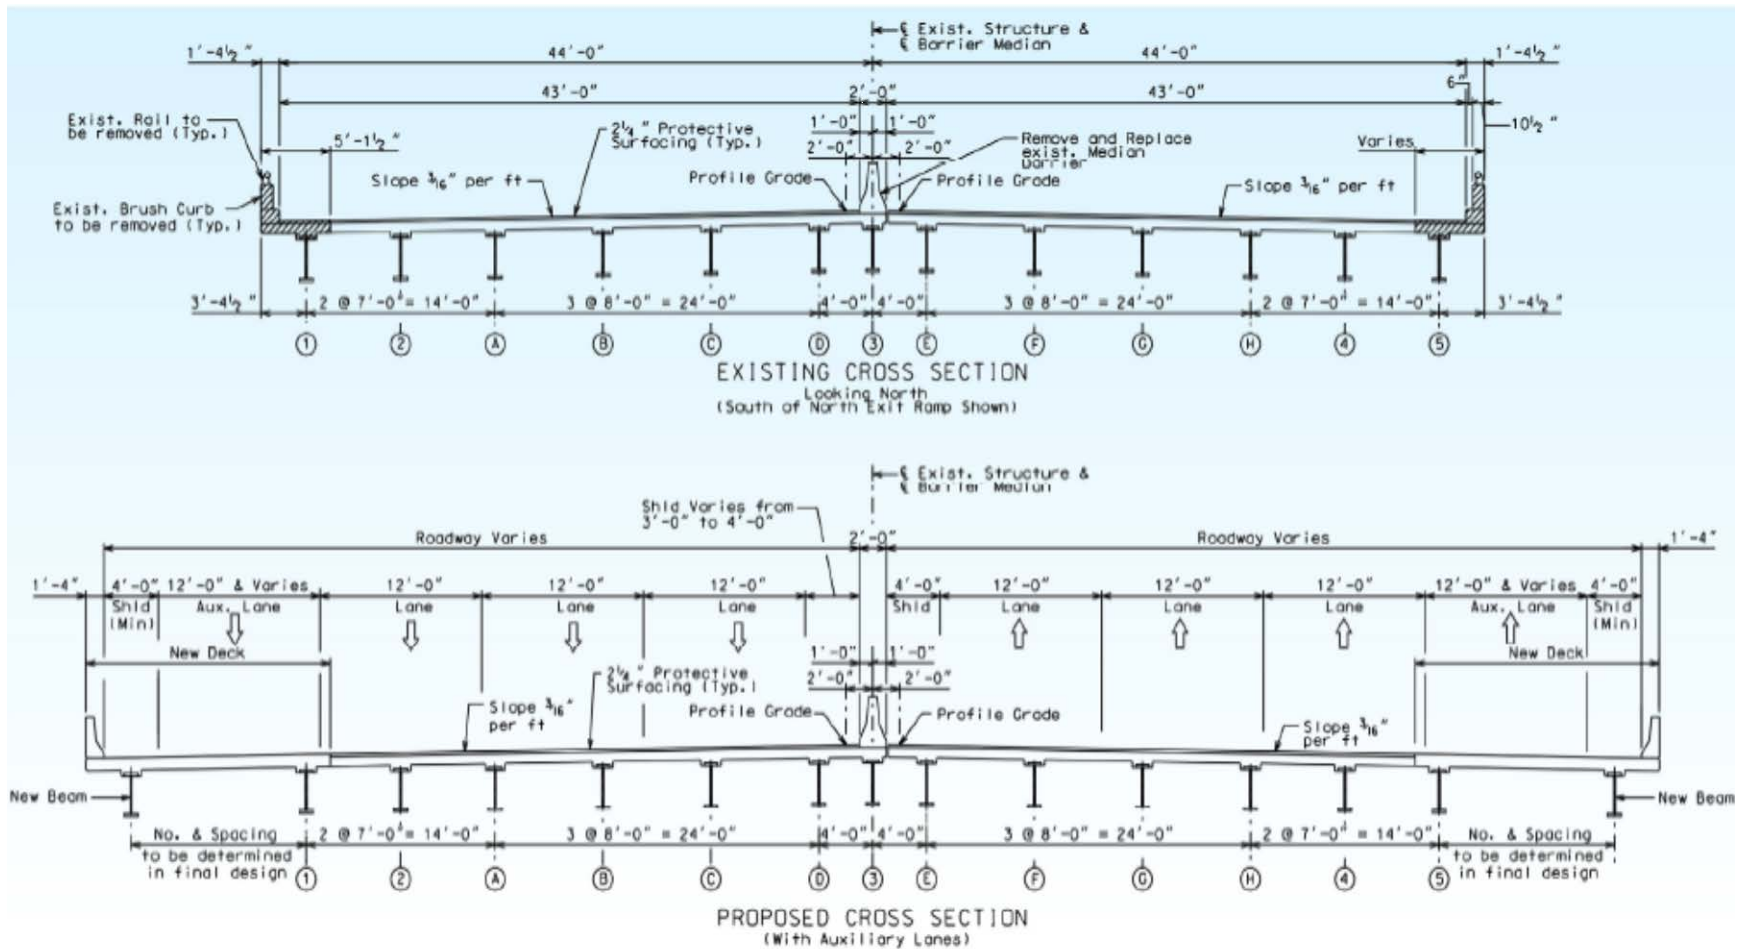 ℄ Exist. Structure &
℄ Barrier Median
1'-4½"
44'-0"
44'-0"
1'-4½"
6"
43'-0"
2'-0"
43'-0"
Exist. Rail to
be removed (Typ.)
5'-1½"
2¼" Protective
Surfacing (Typ.)
1'-0"
1'-0"
2'-0"
2'-0"
Remove and Replace
exist. Median
barrier
Varies
10½"
Slope 3/16" per ft
Profile Grade
Profile Grade
Slope 3/16" per ft
Exist. Brush Curb
to be removed (Typ.)
3'-4½"
2 @ 7'-0" = 14'-0"
3 @ 8'-0" = 24'-0"
4'-0"
4'-0"
3 @ 8'-0" = 24'-0"
2 @ 7'-0" = 14'-0"
3'-4½"
1 2 A B C D 3 E F G H 4 5
EXISTING CROSS SECTION
Looking North
(South of North Exit Ramp Shown)
℄ Exist. Structure &
℄ Barrier Median
Shld Varies from
3'-0" to 4'-0"
Roadway Varies
2'-0"
Roadway Varies
1'-4"
1'-4"
4'-0"
12'-0" & Varies
12'-0"
12'-0"
12'-0"
4'-0"
12'-0"
12'-0"
12'-0"
12'-0" & Varies
4'-0"
Shld
(Min)
Aux. Lane
Lane
Lane
Lane
Shld
Lane
Lane
Lane
Aux. Lane
Shld
(Min)
New Deck
1'-0"
1'-0"
New Deck
2¼" Protective
Surfacing (Typ.)
2'-0"
2'-0"
Slope 3/16"
per ft
Profile Grade
Profile Grade
Slope 3/16"
per ft
New Beam
New Beam
No. & Spacing
to be determined
in final design
2 @ 7'-0" = 14'-0"
3 @ 8'-0" = 24'-0"
4'-0"
4'-0"
3 @ 8'-0" = 24'-0"
2 @ 7'-0" = 14'-0"
No. & Spacing
to be determined
in final design
1 2 A B C D 3 E F G H 4 5
PROPOSED CROSS SECTION
(With Auxiliary Lanes)